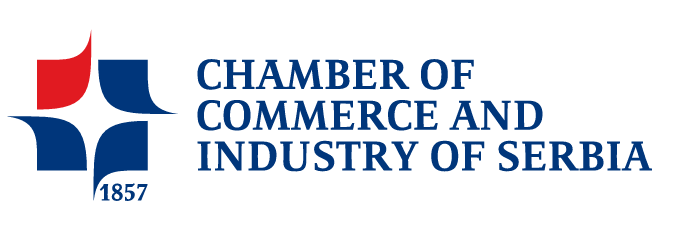 CHAMBER OF
COMMERCE AND
INDUSTRY OF SERBIA
1857